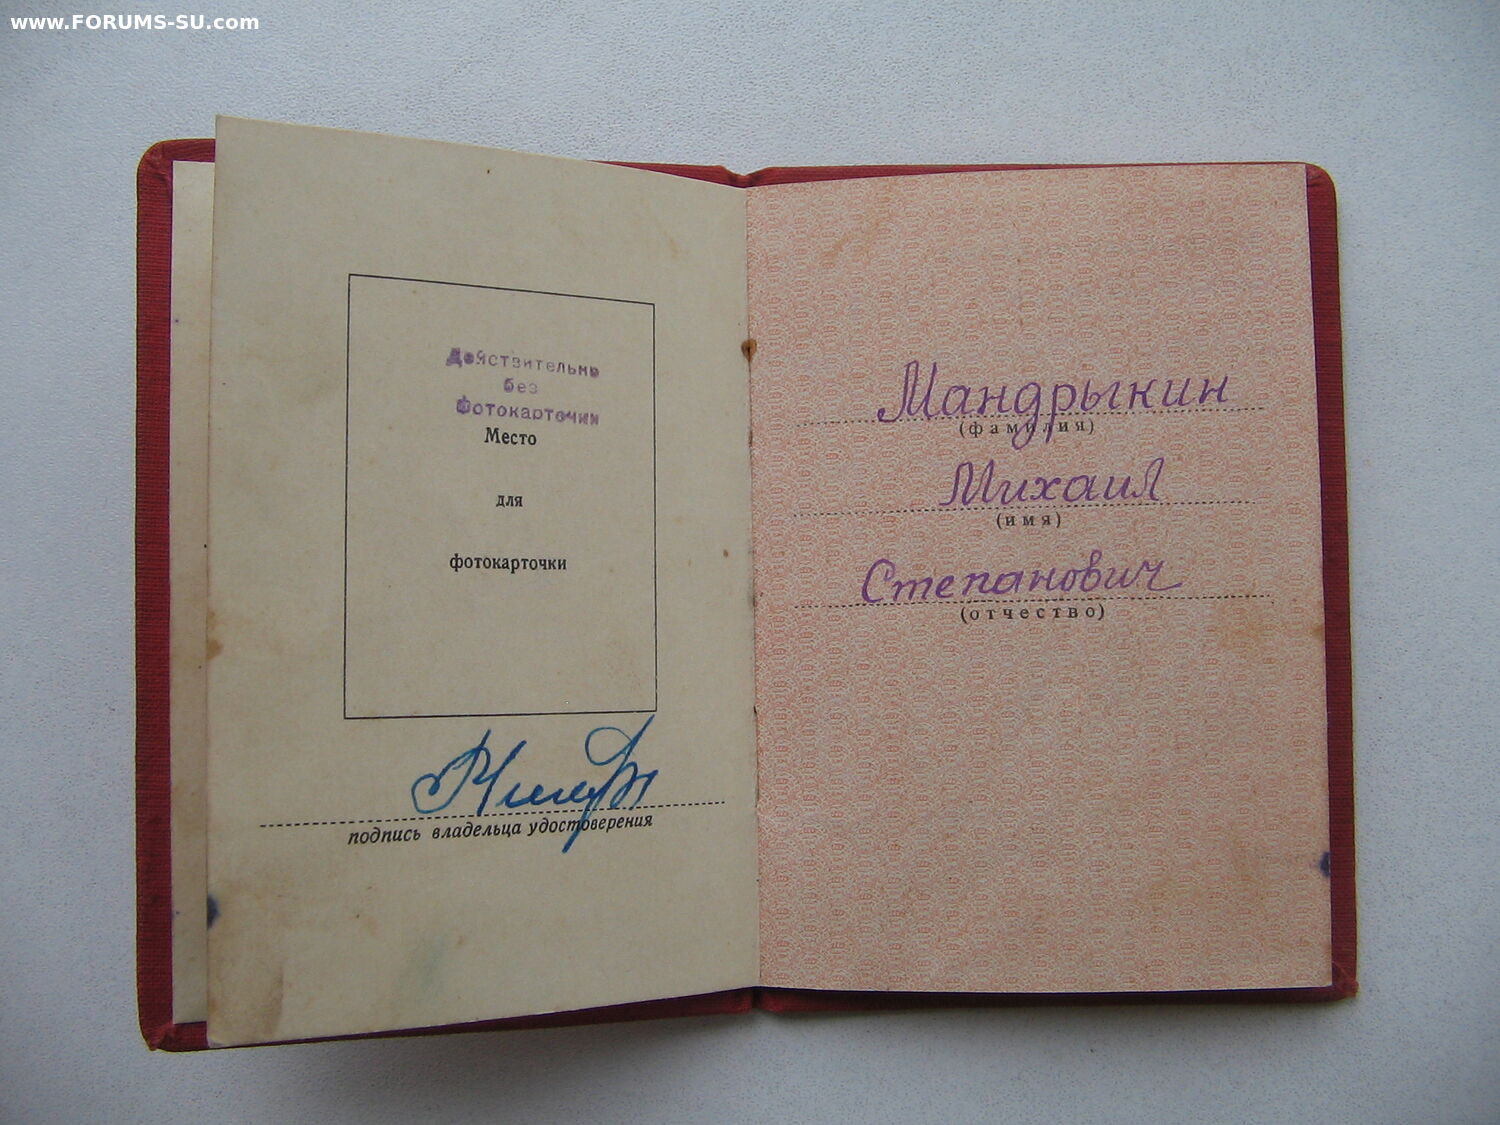 www.FORUMS-SU.com
Действительно
без
фотокарточки
Место
для
фотокарточки
подпись владельца удостоверения
Мандрыкин
(фамилия)
Михаил
(имя)
Степанович
(отчество)